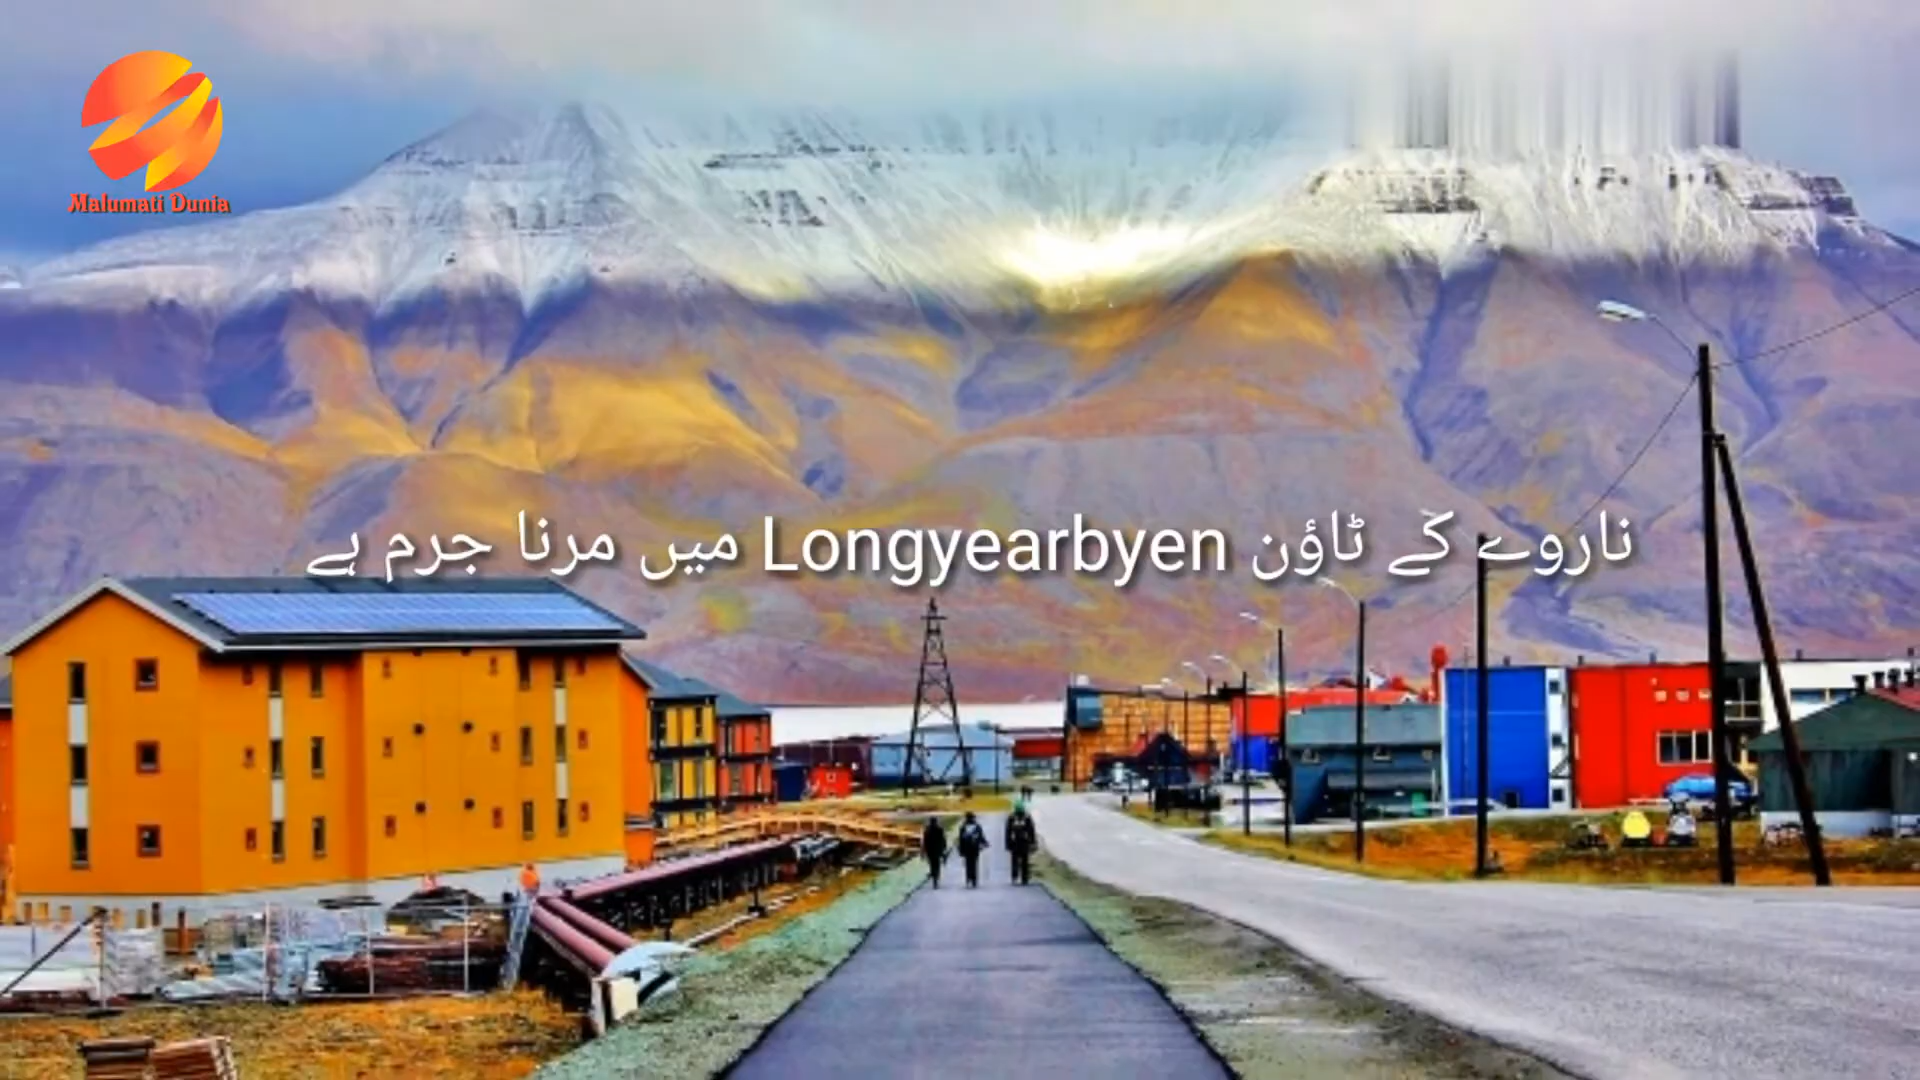 Malumati Dunia
ناروے کے ٹاؤن Longyearbyen میں مرنا جرم ہے